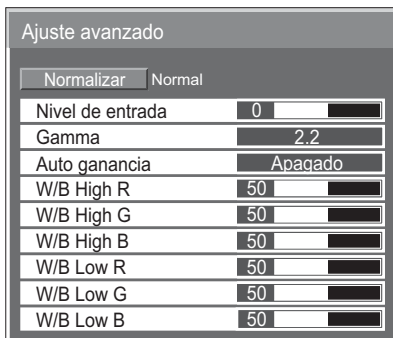 Ajuste avanzado
Normalizar Normal
Nivel de entrada 0
Gamma 2.2
Auto ganancia Apagado
W/B High R 50
W/B High G 50
W/B High B 50
W/B Low R 50
W/B Low G 50
W/B Low B 50